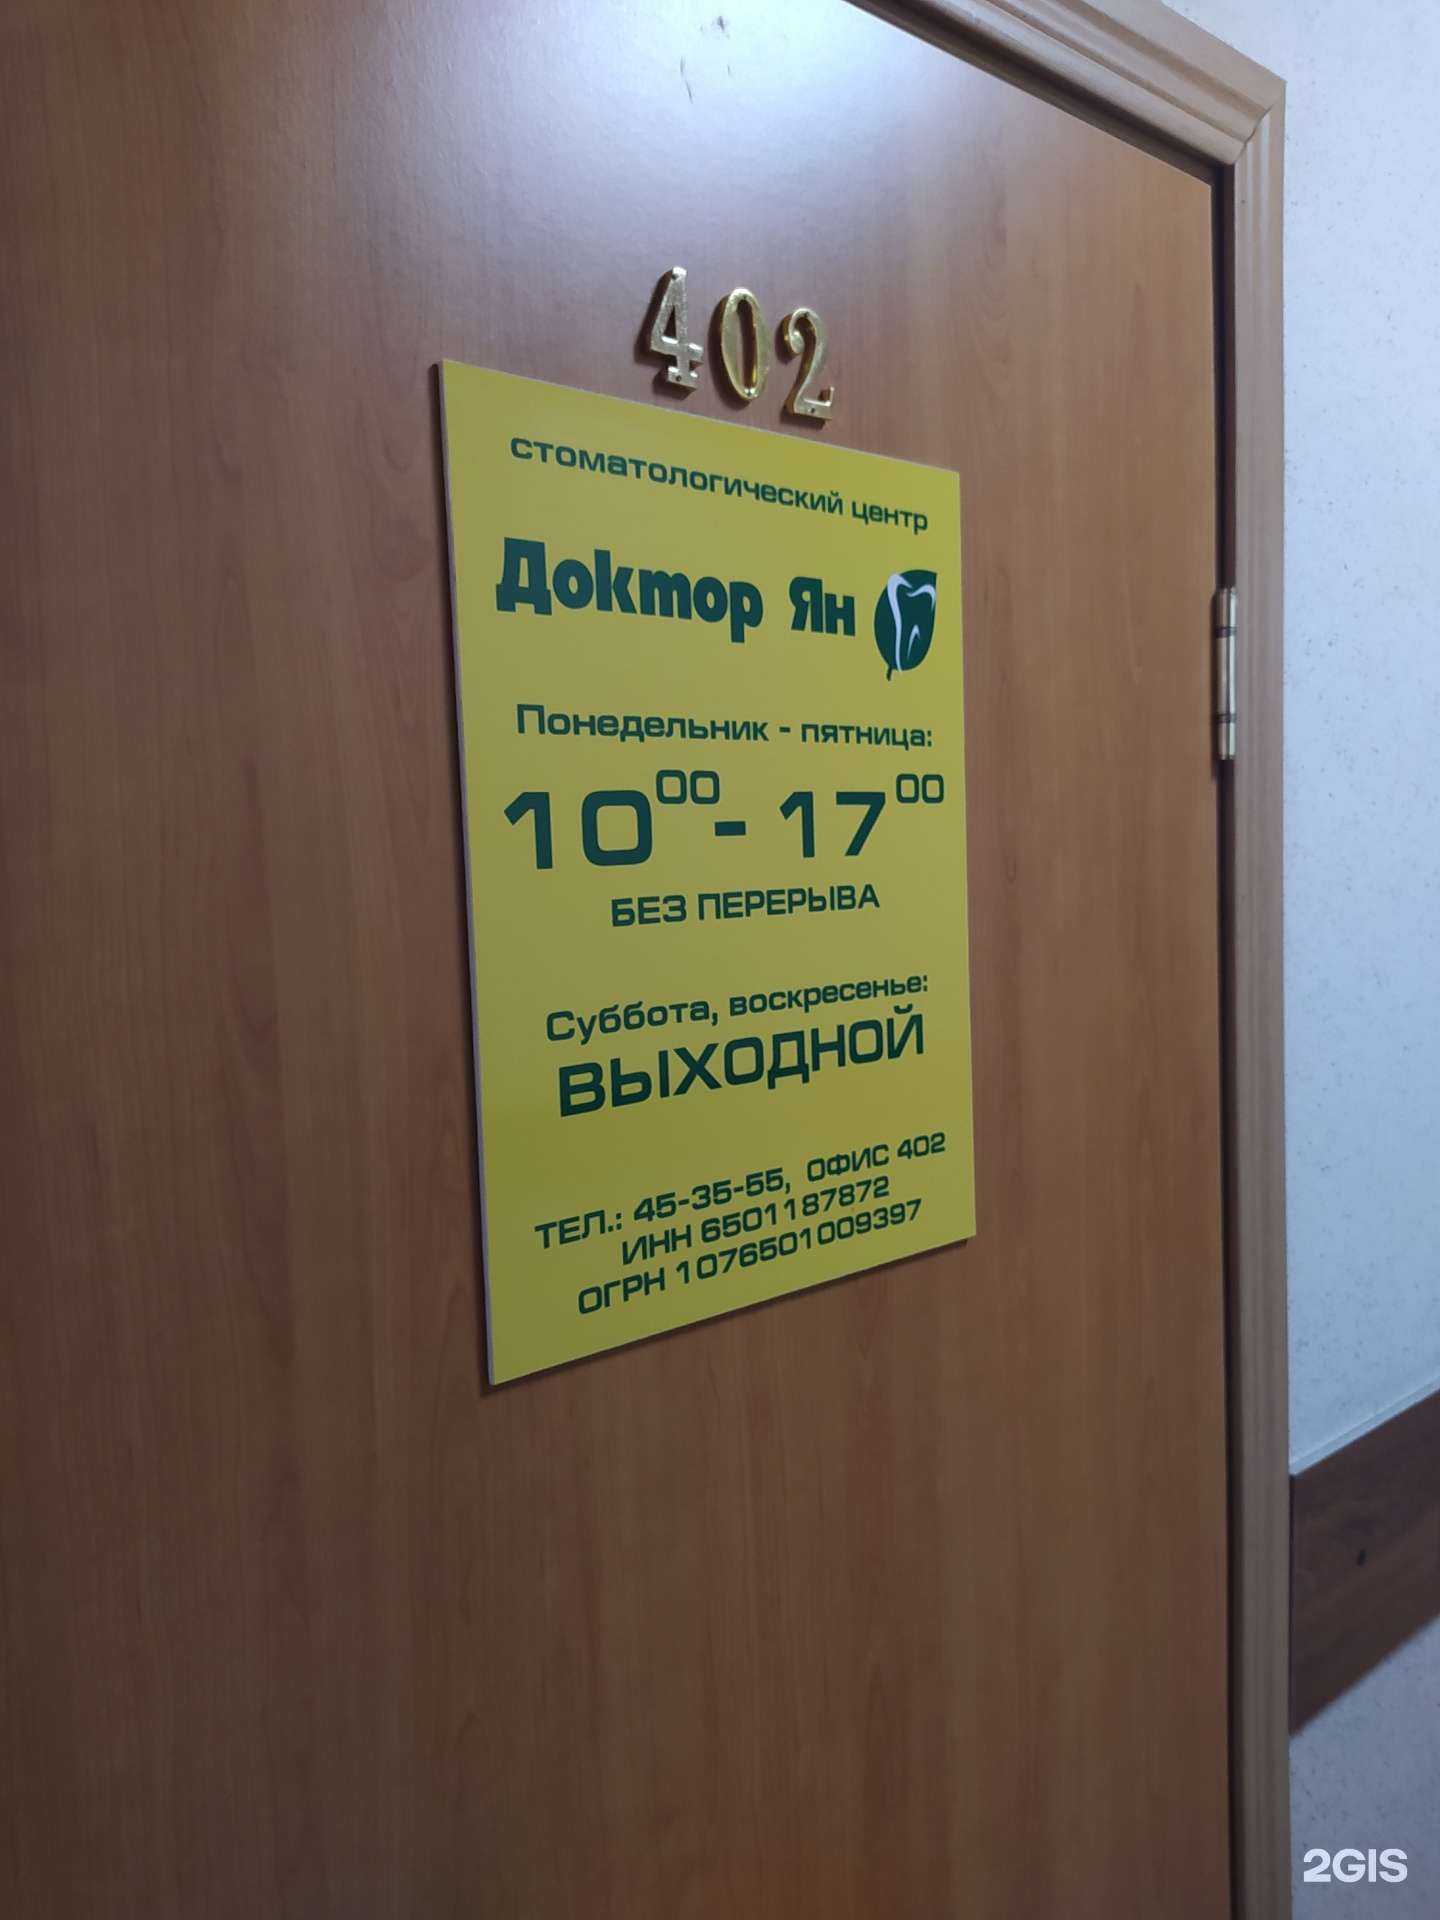 402
стоматологический центр
Доктор Ян
Понедельник - пятница:
10⁰⁰ - 17⁰⁰
БЕЗ ПЕРЕРЫВА
Суббота, воскресенье:
ВЫХОДНОЙ
ТЕЛ.: 45-35-55, ОФИС 402
ИНН 6501187872
ОГРН 1076501009397
2GIS